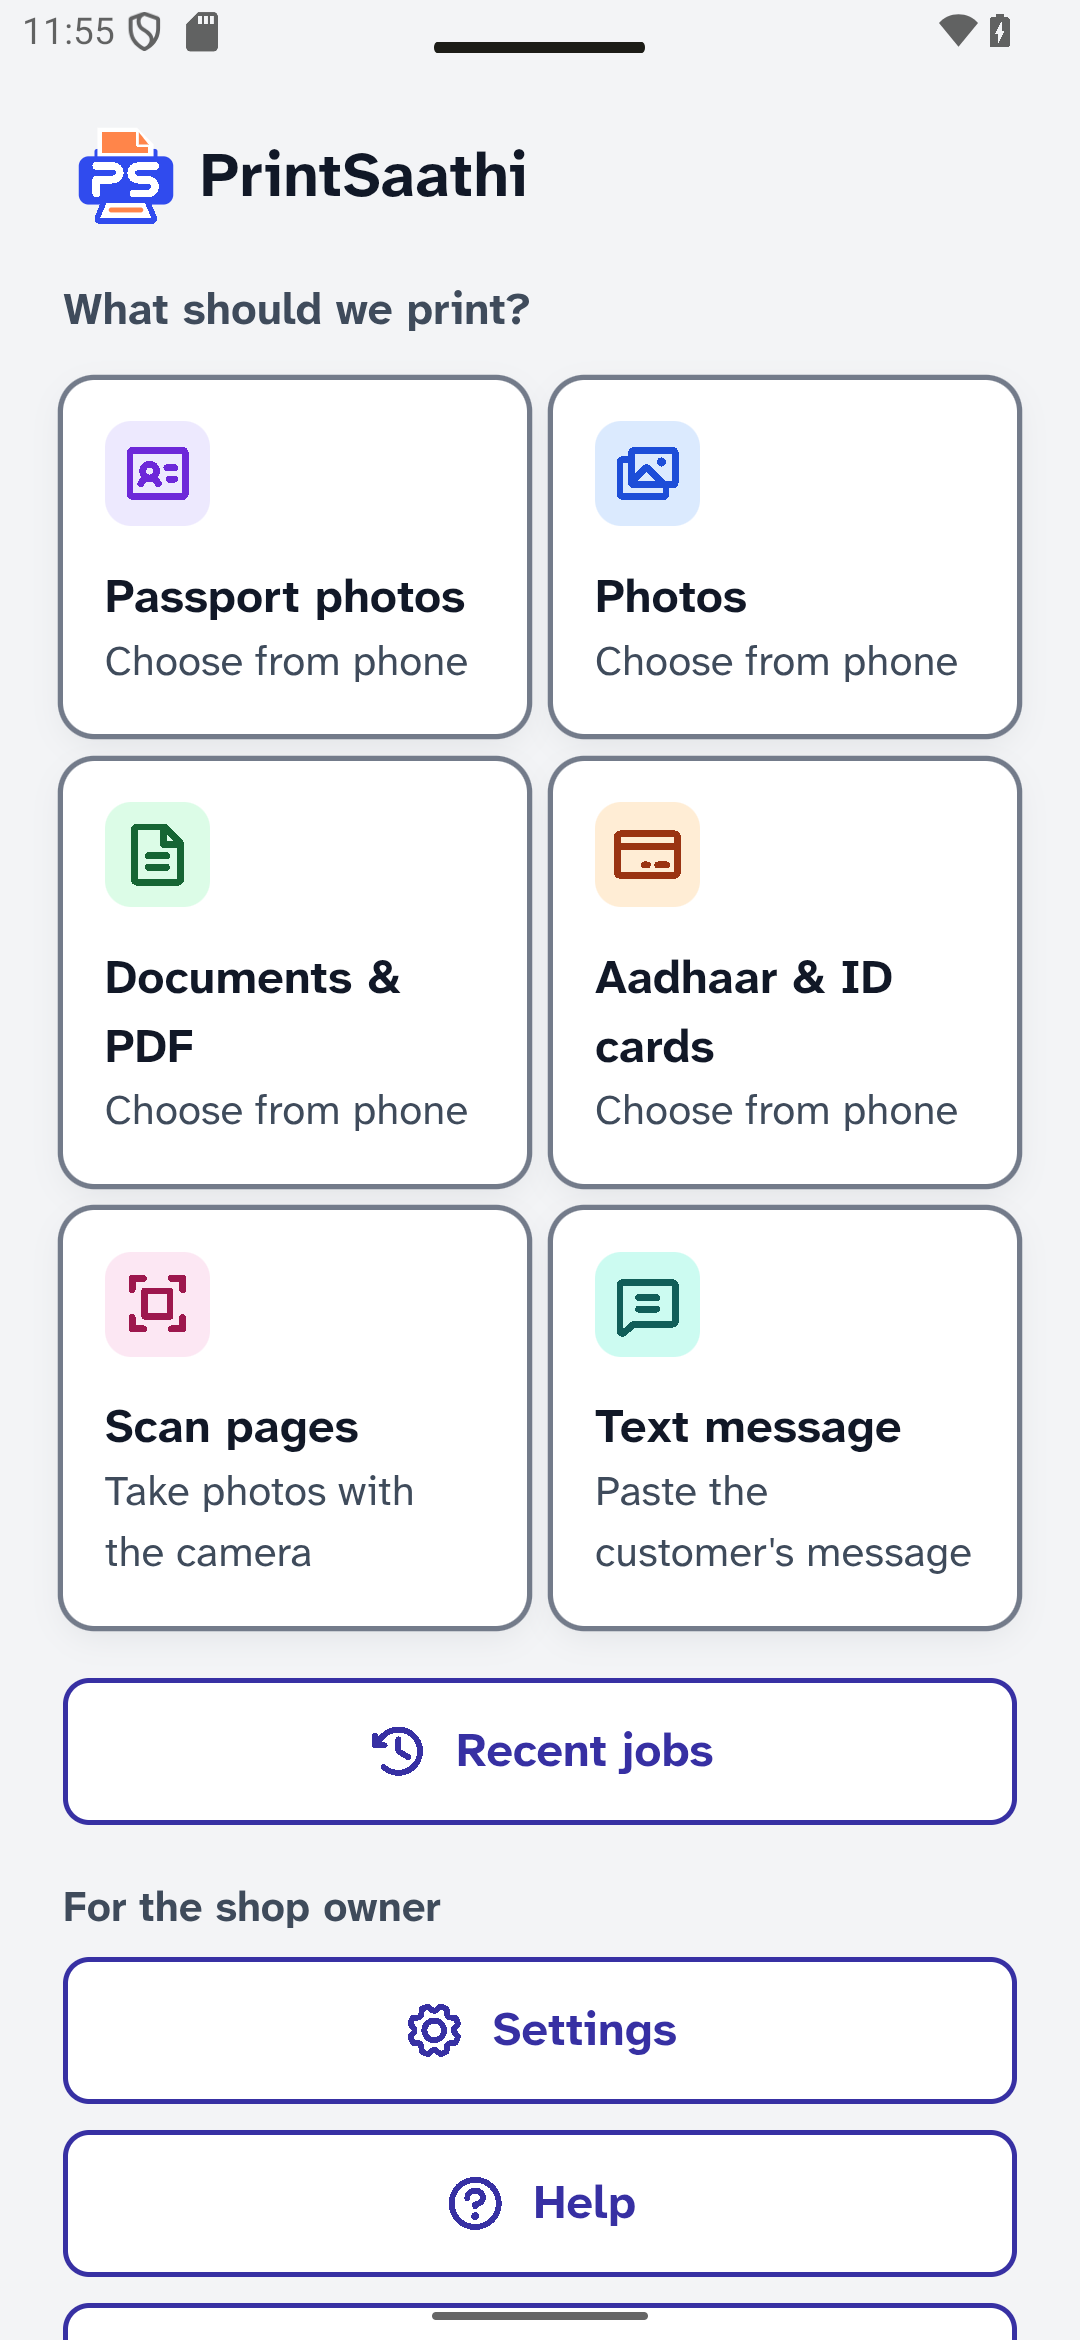 11:55
PS
PrintSaathi
What should we print?
Passport photos
Choose from phone
Photos
Choose from phone
Documents &
PDF
Choose from phone
Aadhaar & ID
cards
Choose from phone
Scan pages
Take photos with
the camera
Text message
Paste the
customer's message
Recent jobs
For the shop owner
Settings
Help